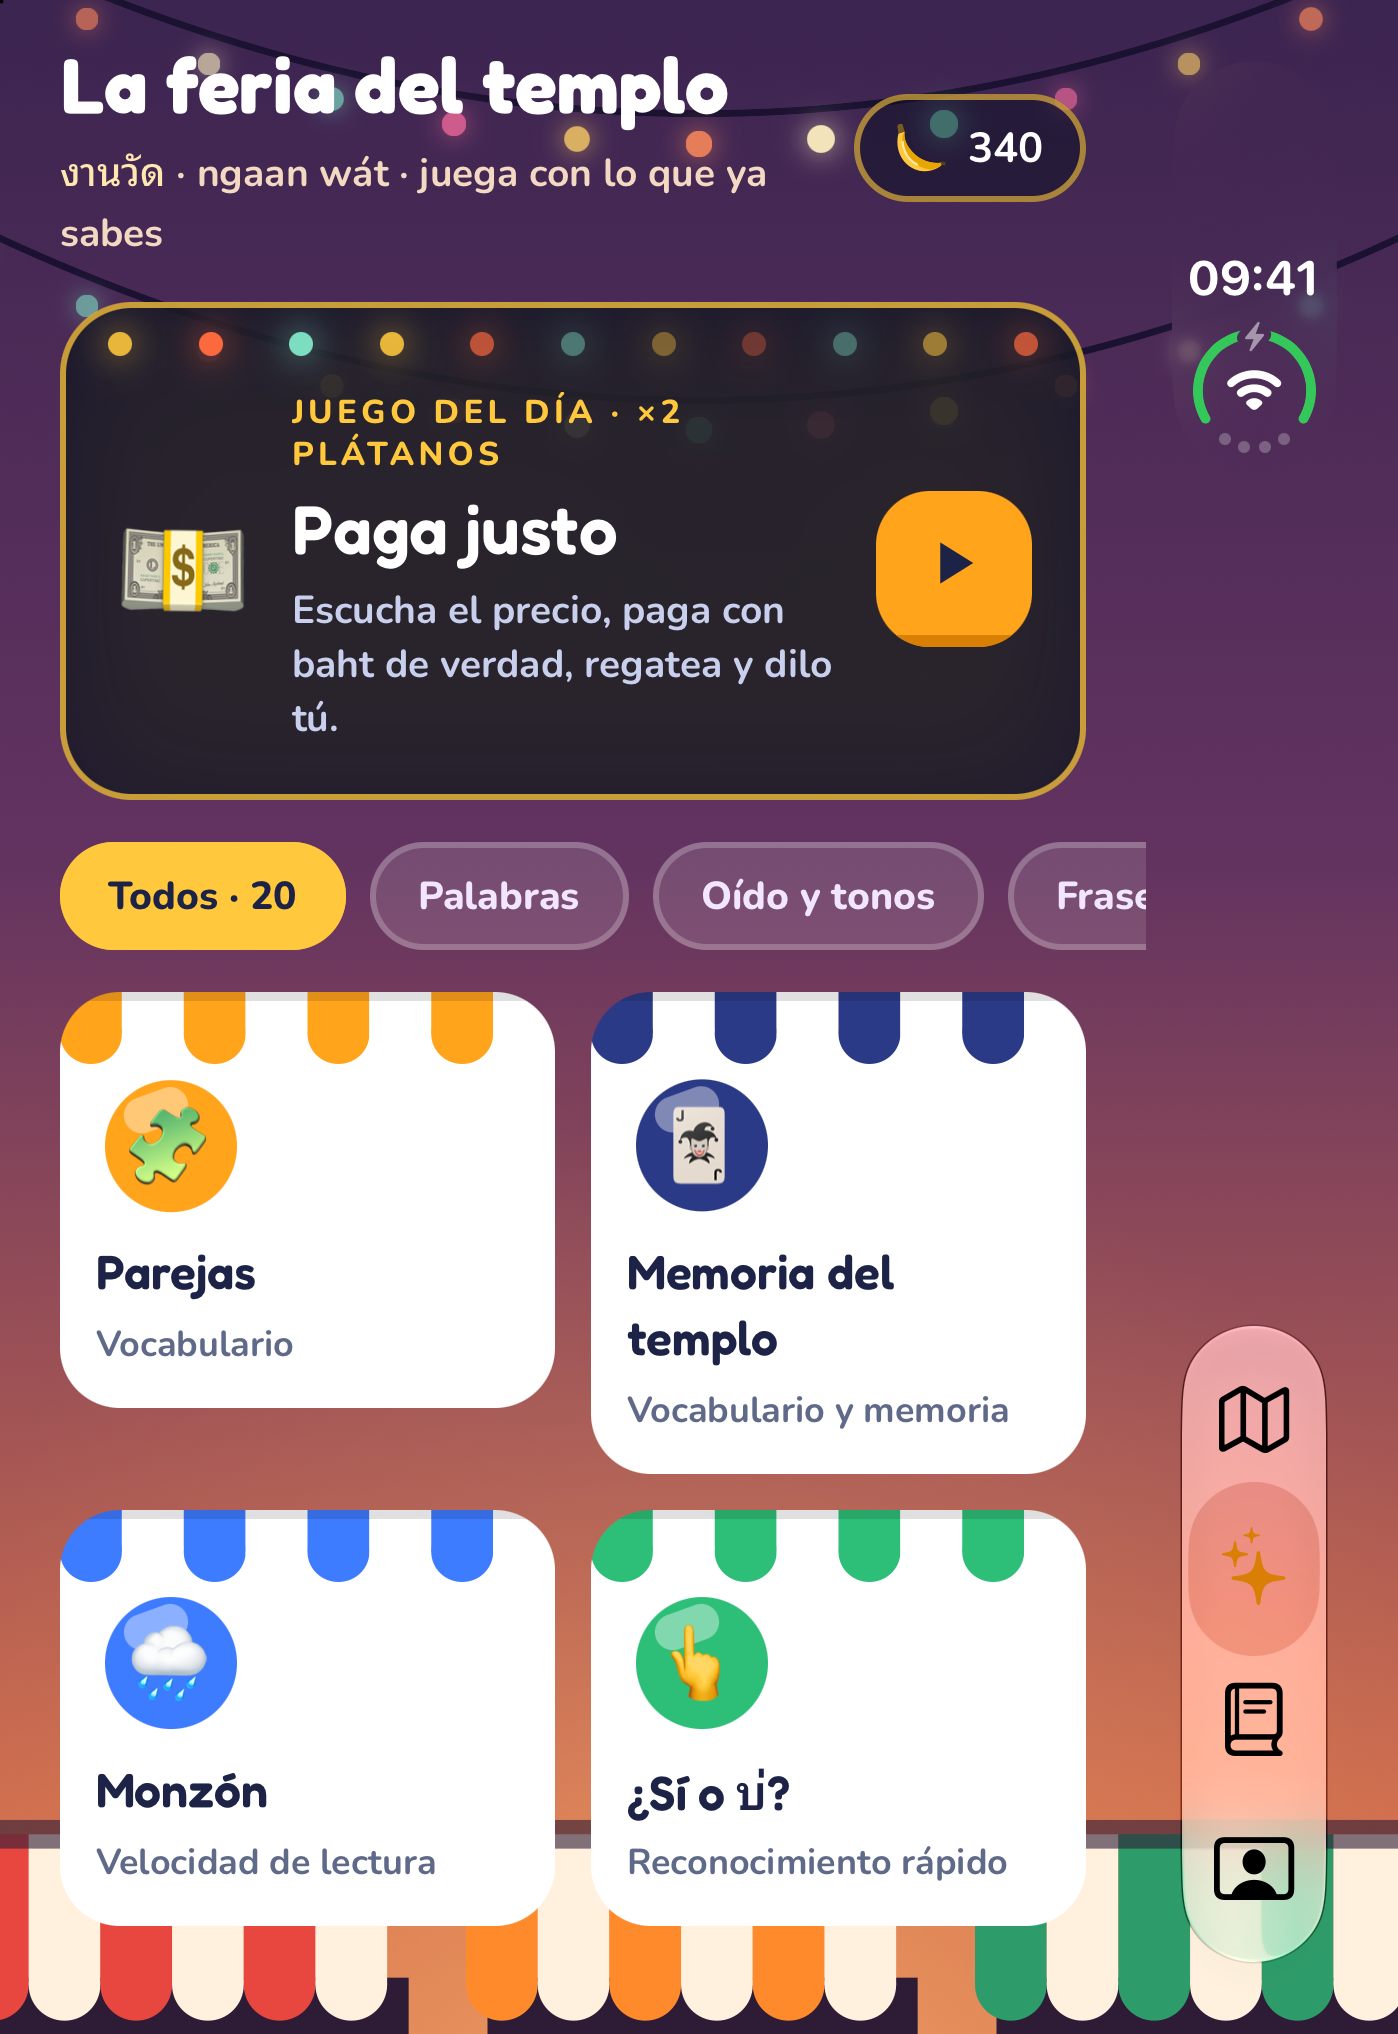 La feria del templo
งานวัด · ngaan wát · juega con lo que ya
sabes
340
09:41
JUEGO DEL DÍA · ×2
PLÁTANOS
Paga justo
Escucha el precio, paga con
baht de verdad, regatea y dilo
tú.
Todos · 20
Palabras
Oído y tonos
Frase
Parejas
Vocabulario
Memoria del
templo
Vocabulario y memoria
Monzón
Velocidad de lectura
¿Sí o บ่?
Reconocimiento rápido